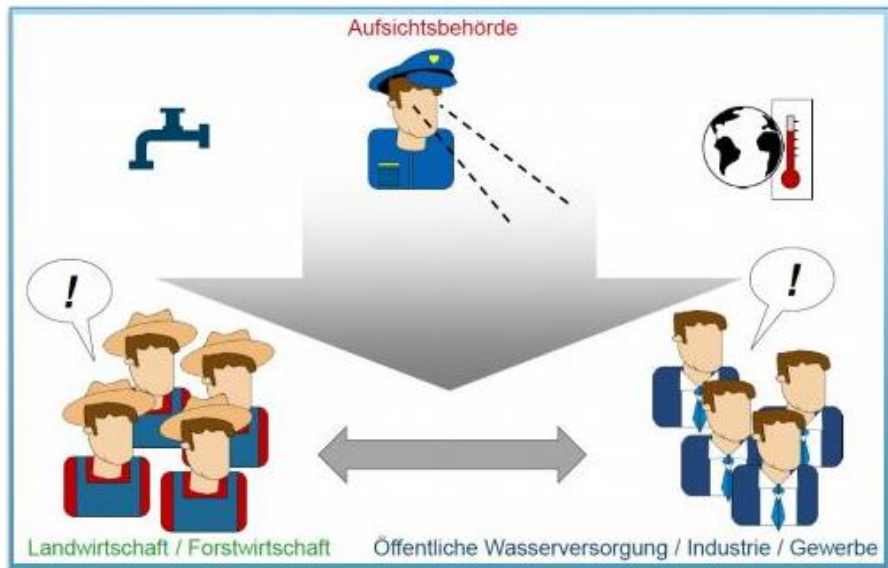 Aufsichtsbehörde
!
!
Landwirtschaft / Forstwirtschaft
Öffentliche Wasserversorgung / Industrie / Gewerbe